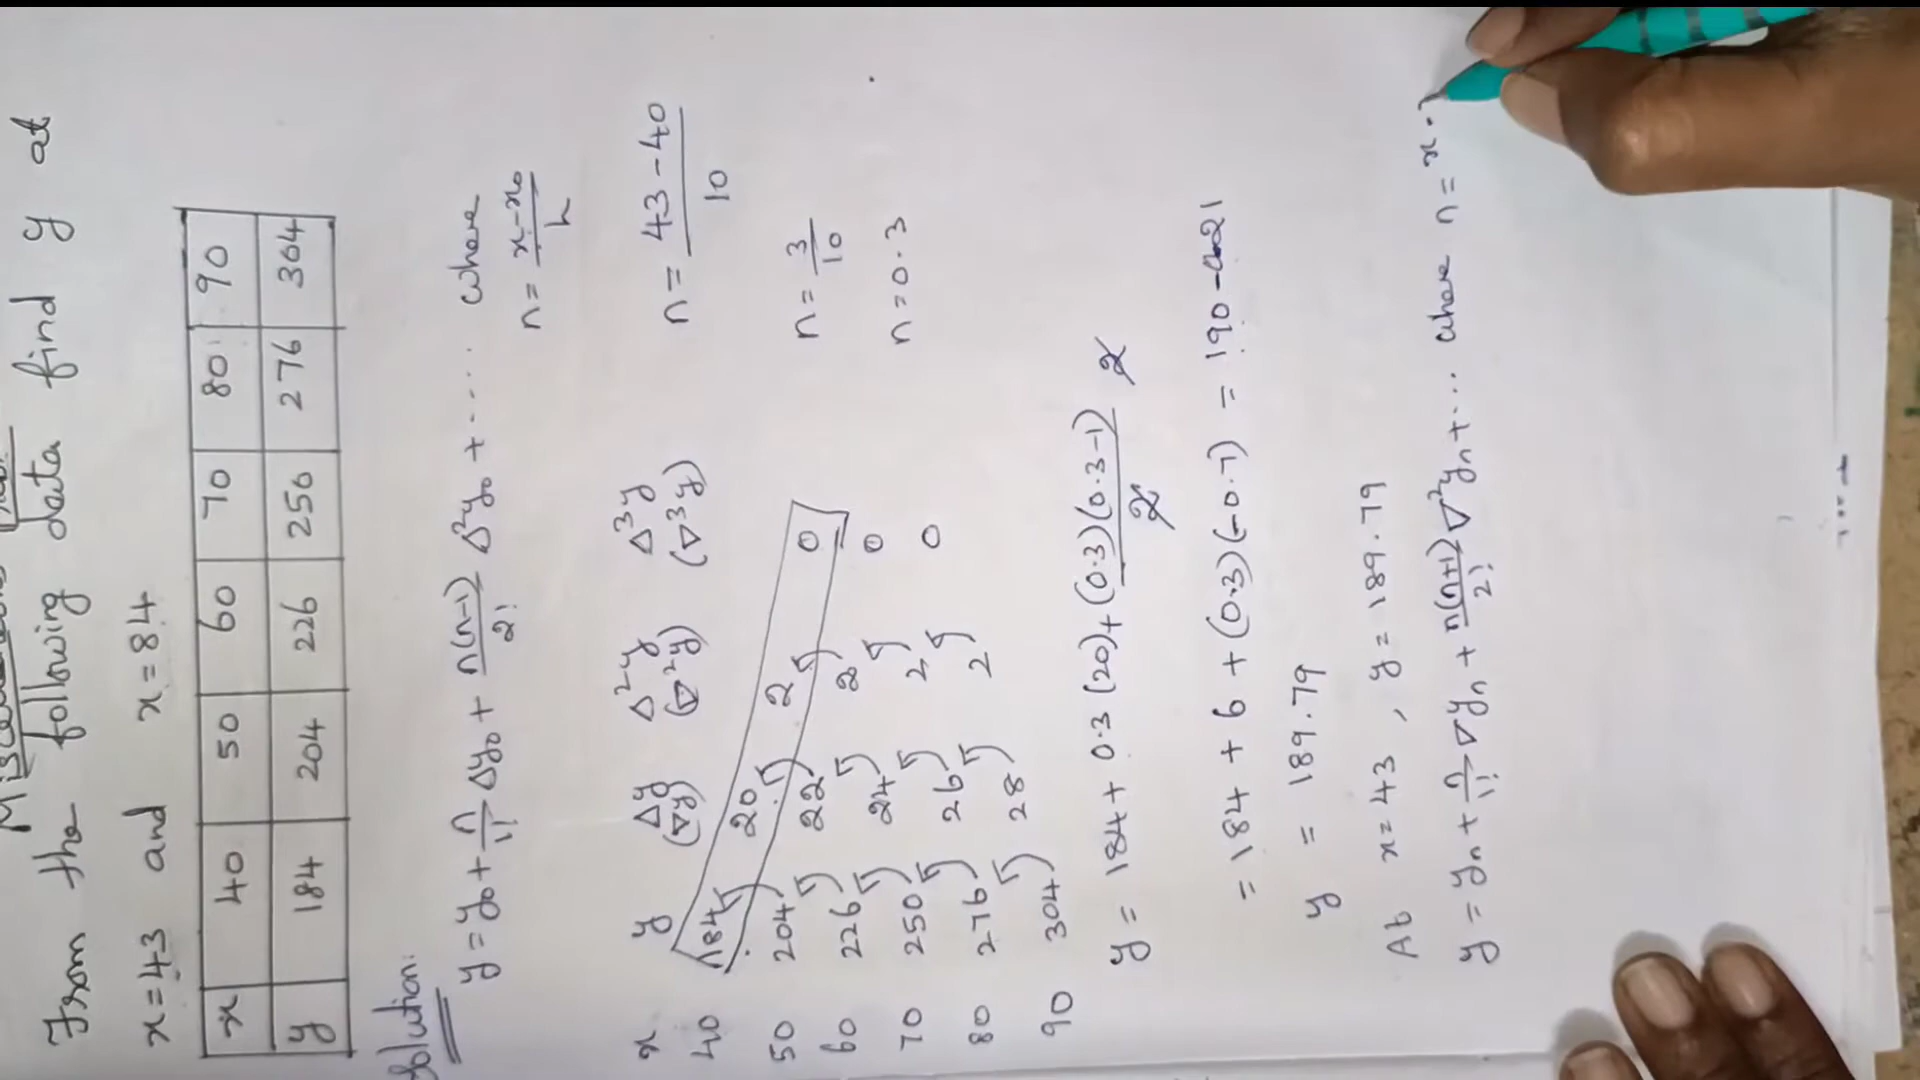 From the following data find y at
x=43 and x=84
x 40 50 60 70 80 90
y 184 204 226 250 276 304
Solution:
y = y₀ + n/1! Δy₀ + n(n-1)/2! Δ²y₀ + .... where
n = x-x₀/h
x y Δy (∇y) Δ²y (∇²y) Δ³y (∇³y)
n = 43-40/10
40 184
20
50 204 2
22 0
n = 3/10
60 226 2
24 0
n = 0.3
70 250 2
26 0
80 276 2
28
90 304
y = 184 + 0.3 (20) + (0.3)(0.3-1)/2 2
= 184 + 6 + (0.3)(-0.7) = 190 - 0.21
y = 189.79
At x=43, y = 189.79
y = yₙ + n/1! ∇yₙ + n(n+1)/2! ∇²yₙ + ... where n = x-